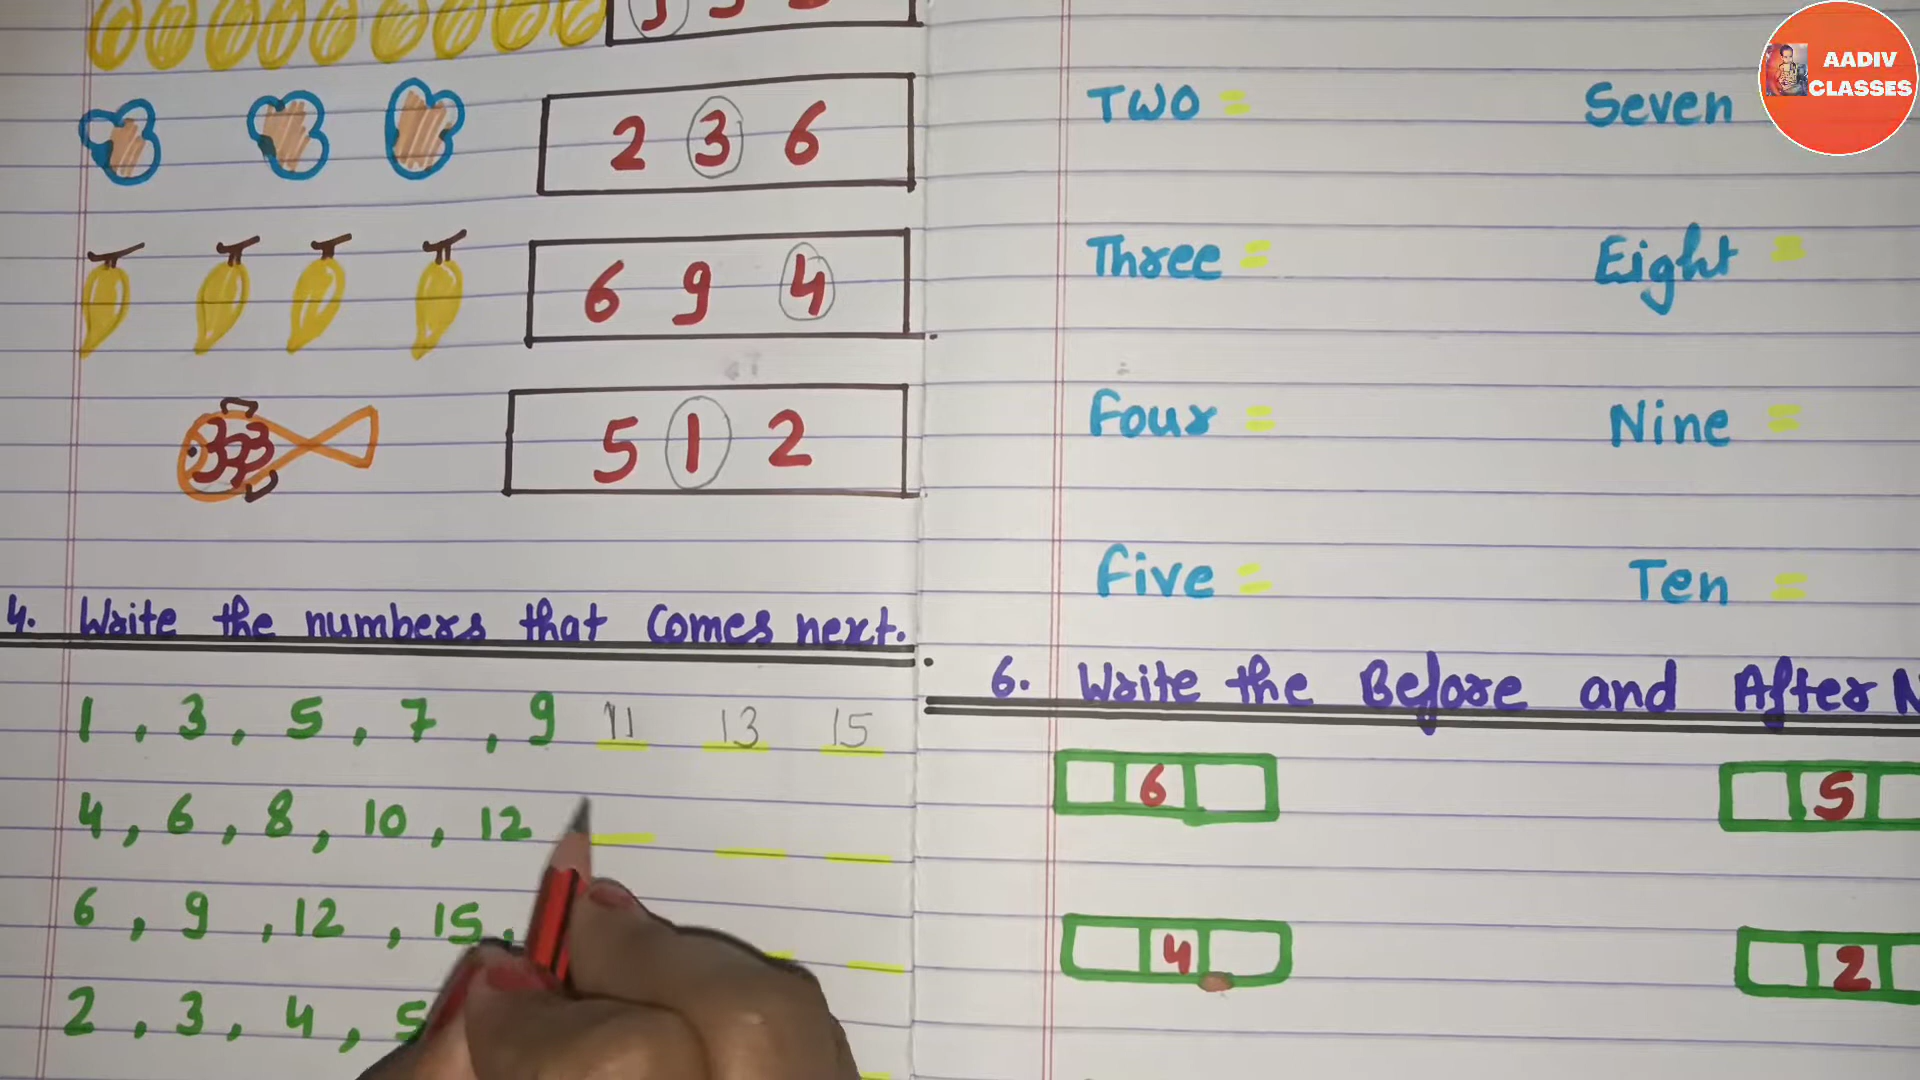 AADIV
CLASSES
2 3 6
6 9 4
5 1 2
4. Write the numbers that comes next.
1, 3, 5, 7, 9 11 13 15
4, 6, 8, 10, 12
6, 9, 12, 15,
2, 3, 4, 5
Two = Seven
Three = Eight =
Four = Nine =
Five = Ten =
6. Write the Before and After
6 5
4 2